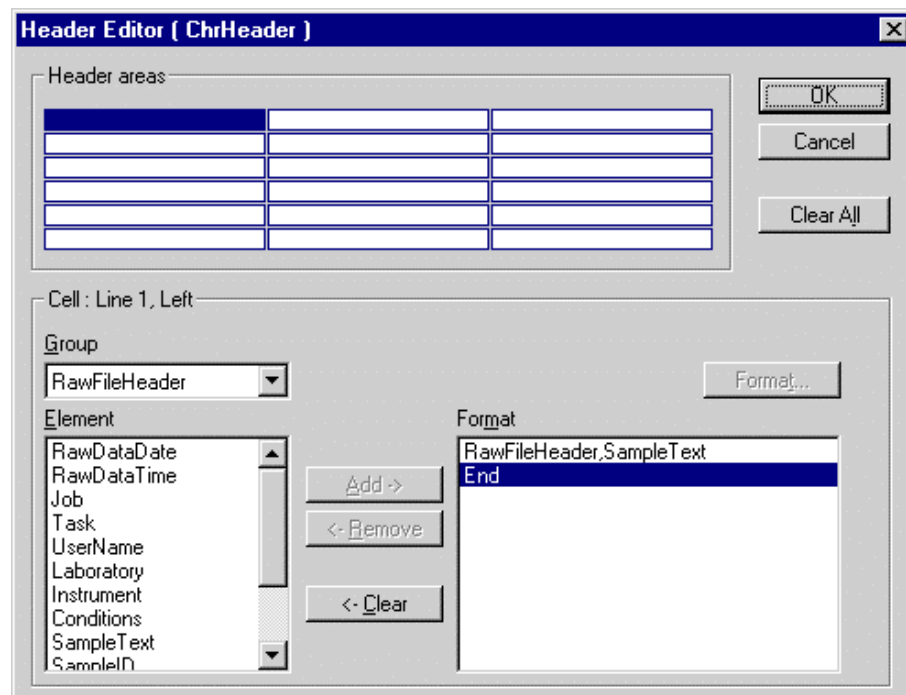 Header Editor ( ChrHeader )
Header areas
OK
Cancel
Clear All
Cell : Line 1, Left
Group
RawFileHeader
Format...
Element
Format
RawDataDate
RawDataTime
Job
Task
UserName
Laboratory
Instrument
Conditions
SampleText
SampleID
Add ->
<- Remove
<- Clear
RawFileHeader,SampleText
End